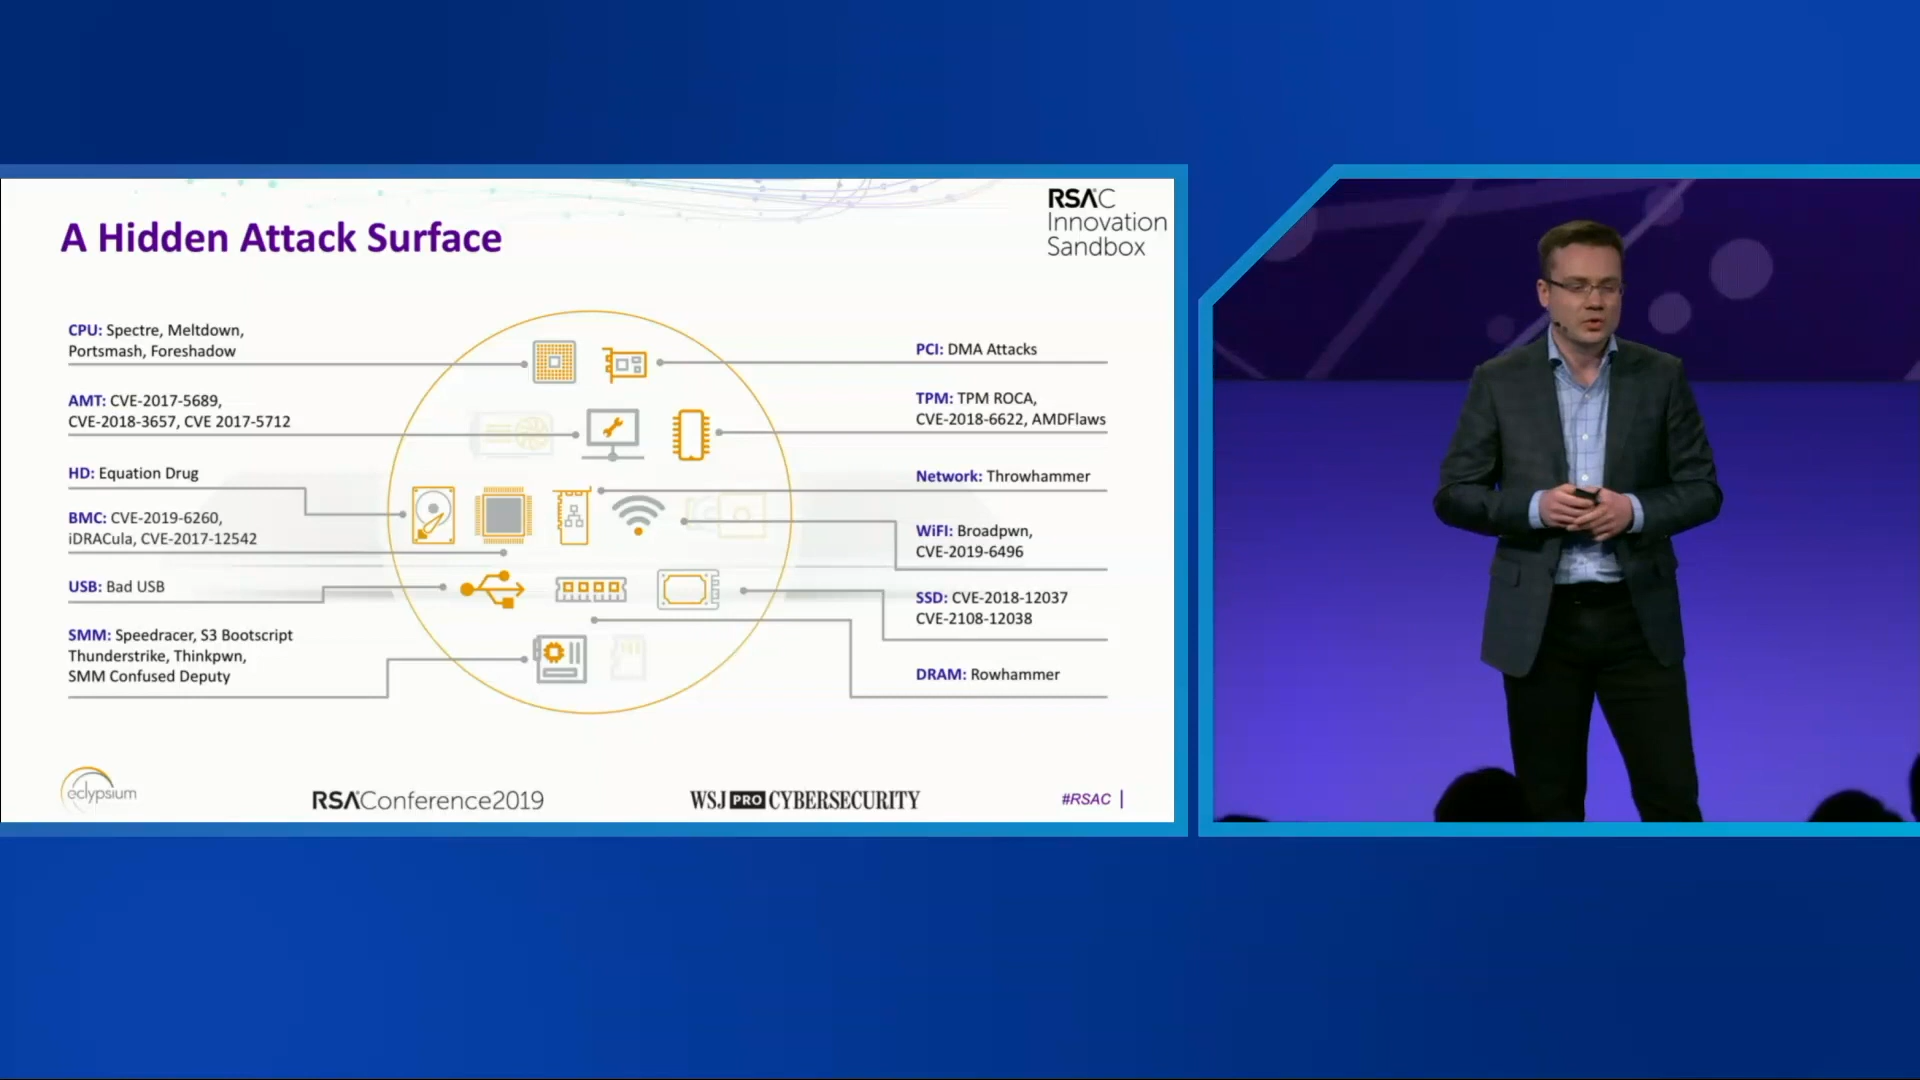 A Hidden Attack Surface
RSAC
Innovation
Sandbox
CPU: Spectre, Meltdown,
Portsmash, Foreshadow
AMT: CVE-2017-5689,
CVE-2018-3657, CVE 2017-5712
HD: Equation Drug
BMC: CVE-2019-6260,
iDRACula, CVE-2017-12542
USB: Bad USB
SMM: Speedracer, S3 Bootscript
Thunderstrike, Thinkpwn,
SMM Confused Deputy
PCI: DMA Attacks
TPM: TPM ROCA,
CVE-2018-6622, AMDFlaws
Network: Throwhammer
WiFI: Broadpwn,
CVE-2019-6496
SSD: CVE-2018-12037
CVE-2108-12038
DRAM: Rowhammer
eclypsium
RSAConference2019
WSJ PRO CYBERSECURITY
#RSAC